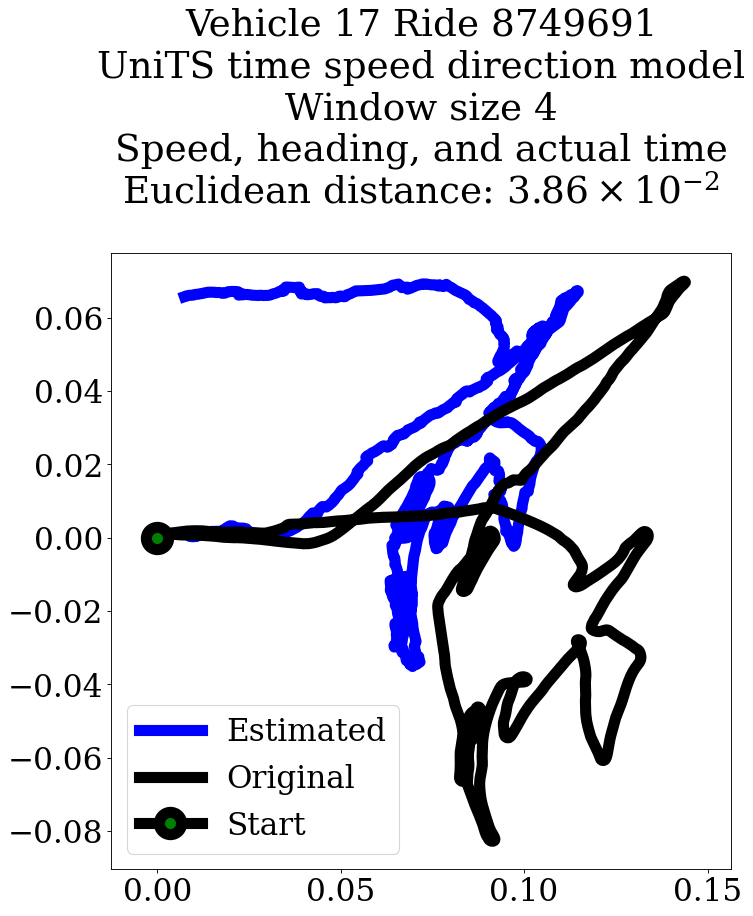 Vehicle 17 Ride 8749691
UniTS time speed direction model
Window size 4
Speed, heading, and actual time
Euclidean distance: 3.86 × 10⁻²
0.06
0.04
0.02
0.00
−0.02
−0.04
−0.06
−0.08
Estimated
Original
Start
0.00 0.05 0.10 0.15